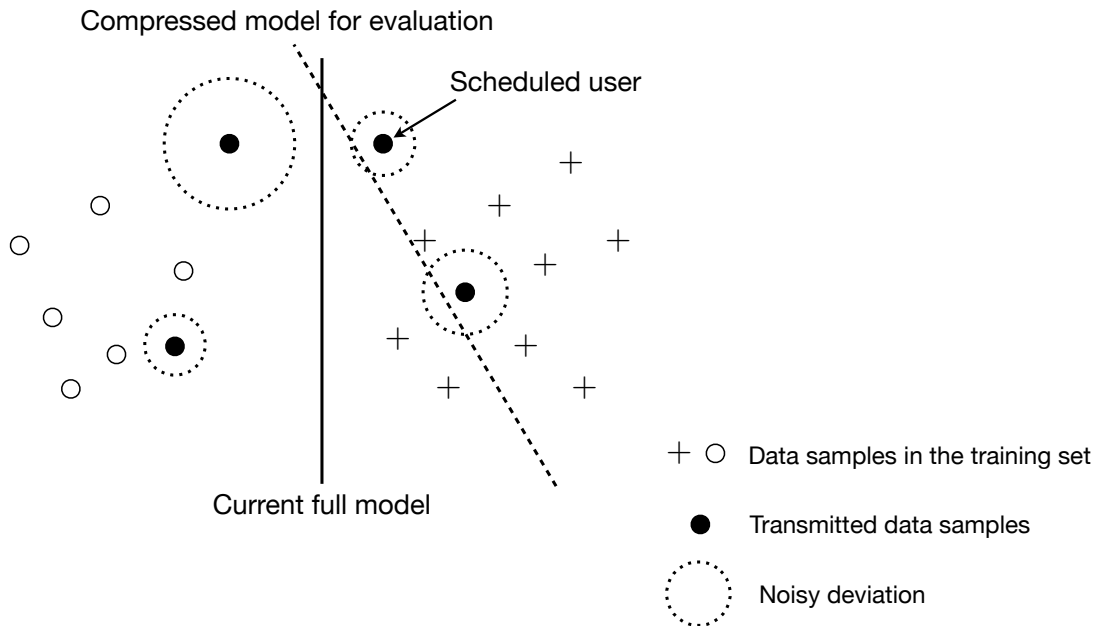 Compressed model for evaluation
Scheduled user
Current full model
Data samples in the training set
Transmitted data samples
Noisy deviation